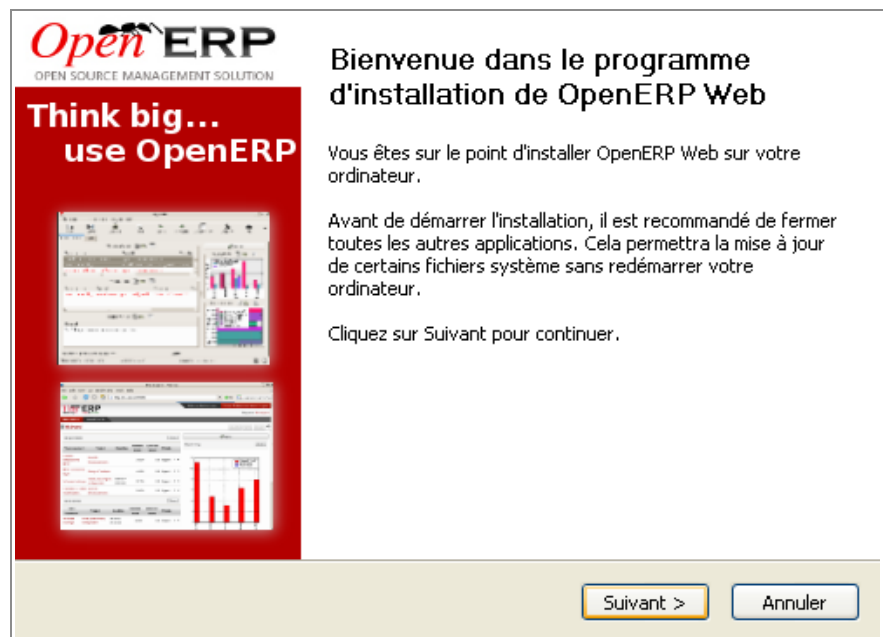 Open ERP
OPEN SOURCE MANAGEMENT SOLUTION
Think big...
use OpenERP
Bienvenue dans le programme
d'installation de OpenERP Web
Vous êtes sur le point d'installer OpenERP Web sur votre
ordinateur.
Avant de démarrer l'installation, il est recommandé de fermer
toutes les autres applications. Cela permettra la mise à jour
de certains fichiers système sans redémarrer votre
ordinateur.
Cliquez sur Suivant pour continuer.
Suivant >
Annuler